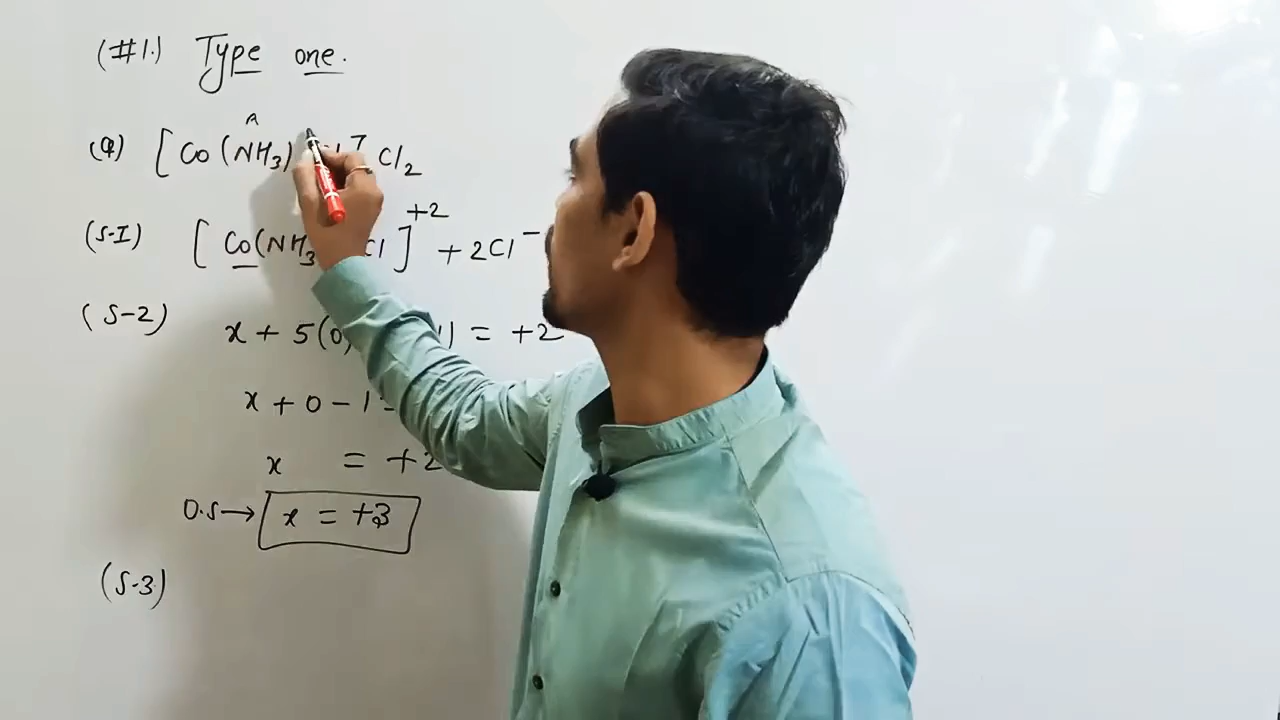 (#1.) Type one.
A
(Q) [Co(NH3) Cl2
(S-I) [Co(NH3 Cl]+2 + 2Cl−
(S-2) x + 5(0) 1) = +2
x + 0 − 1
x = +2
O.S → x = +3
(S-3)